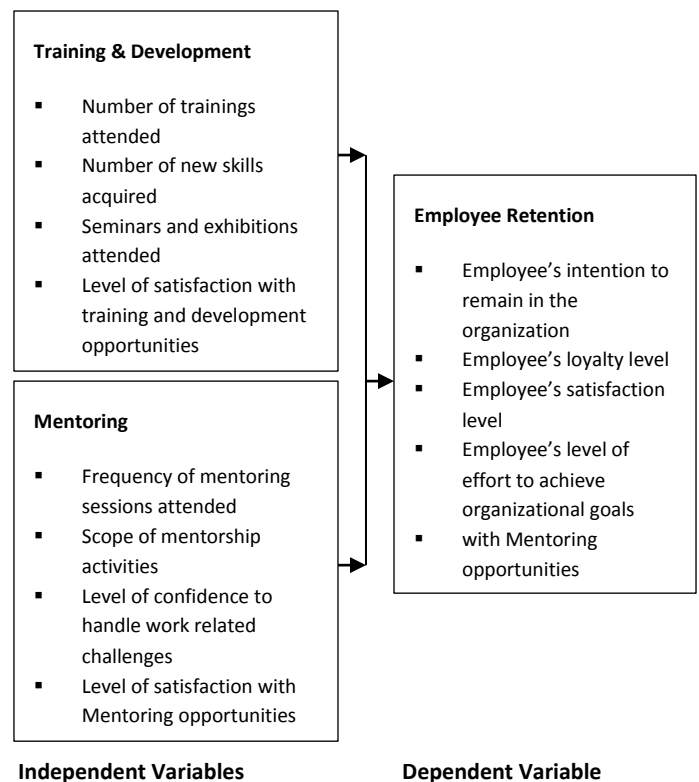 Training & Development
▪ Number of trainings
attended
▪ Number of new skills
acquired
▪ Seminars and exhibitions
attended
▪ Level of satisfaction with
training and development
opportunities
Mentoring
▪ Frequency of mentoring
sessions attended
▪ Scope of mentorship
activities
▪ Level of confidence to
handle work related
challenges
▪ Level of satisfaction with
Mentoring opportunities
Employee Retention
▪ Employee’s intention to
remain in the
organization
▪ Employee’s loyalty level
▪ Employee’s satisfaction
level
▪ Employee’s level of
effort to achieve
organizational goals
▪ with Mentoring
opportunities
Independent Variables
Dependent Variable